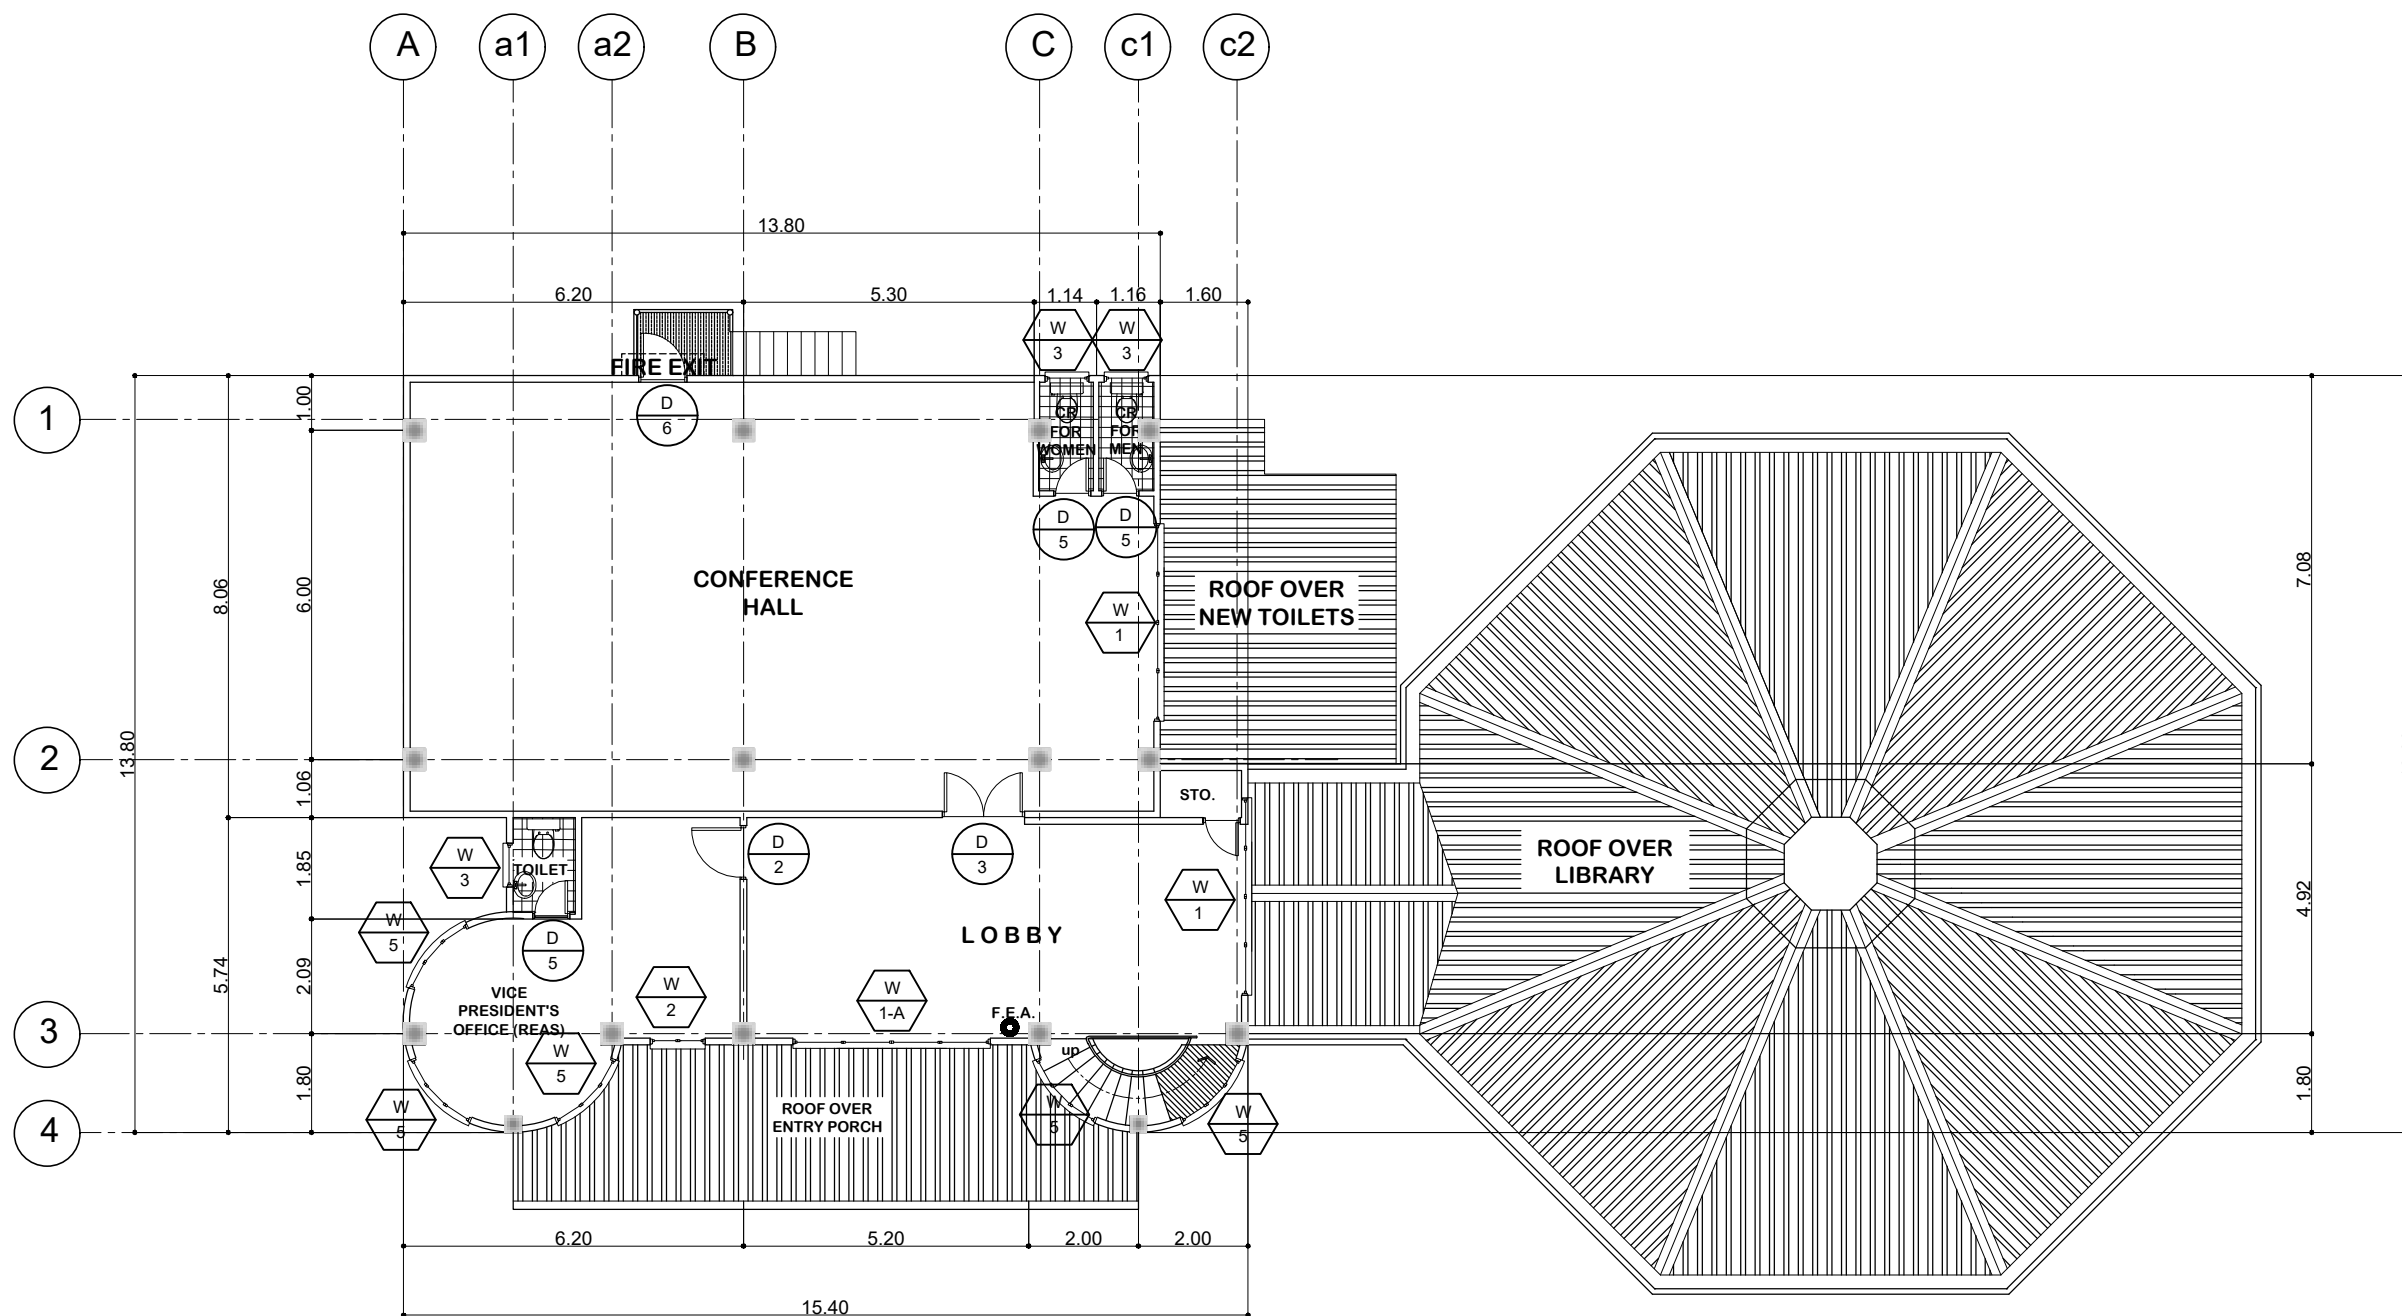 A a1 a2 B C c1 c2
13.80
6.20 5.30 1.14 1.16 1.60
W
3
W
3
FIRE EXIT
1.00
1
D
6
CR
FOR
WOMEN
CR
FOR
MEN
D
5
D
5
CONFERENCE
HALL
8.06
6.00
W
1
ROOF OVER
NEW TOILETS
7.08
13.80
2
1.06
STO.
W
3
TOILET
D
2
D
3
1.85
ROOF OVER
LIBRARY
W
1
4.92
W
5
D
5
LOBBY
5.74
2.09
VICE
PRESIDENT'S
OFFICE (REAS)
W
2
W
1-A
F.E.A.
3
W
5
up
1.80
1.80
W
5
ROOF OVER
ENTRY PORCH
W
5
W
5
4
6.20 5.20 2.00 2.00
15.40